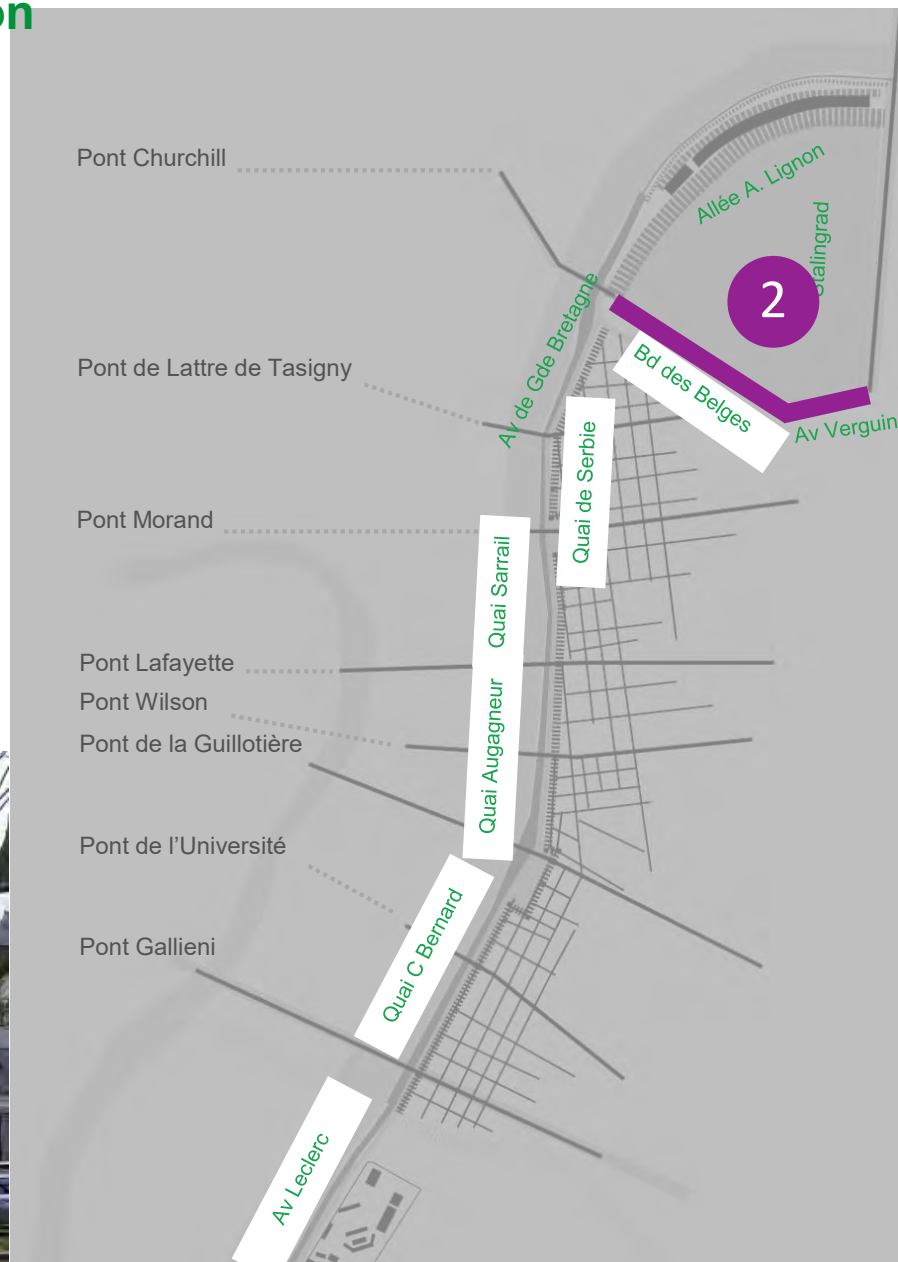 on
Pont Churchill
Allée A. Lignon
Stalingrad
2
Av de Gde Bretagne
Pont de Lattre de Tasigny
Bd des Belges
Av Verguin
Quai de Serbie
Pont Morand
Quai Sarrail
Pont Lafayette
Pont Wilson
Quai Augagneur
Pont de la Guillotière
Pont de l’Université
Quai C Bernard
Pont Gallieni
Av Leclerc